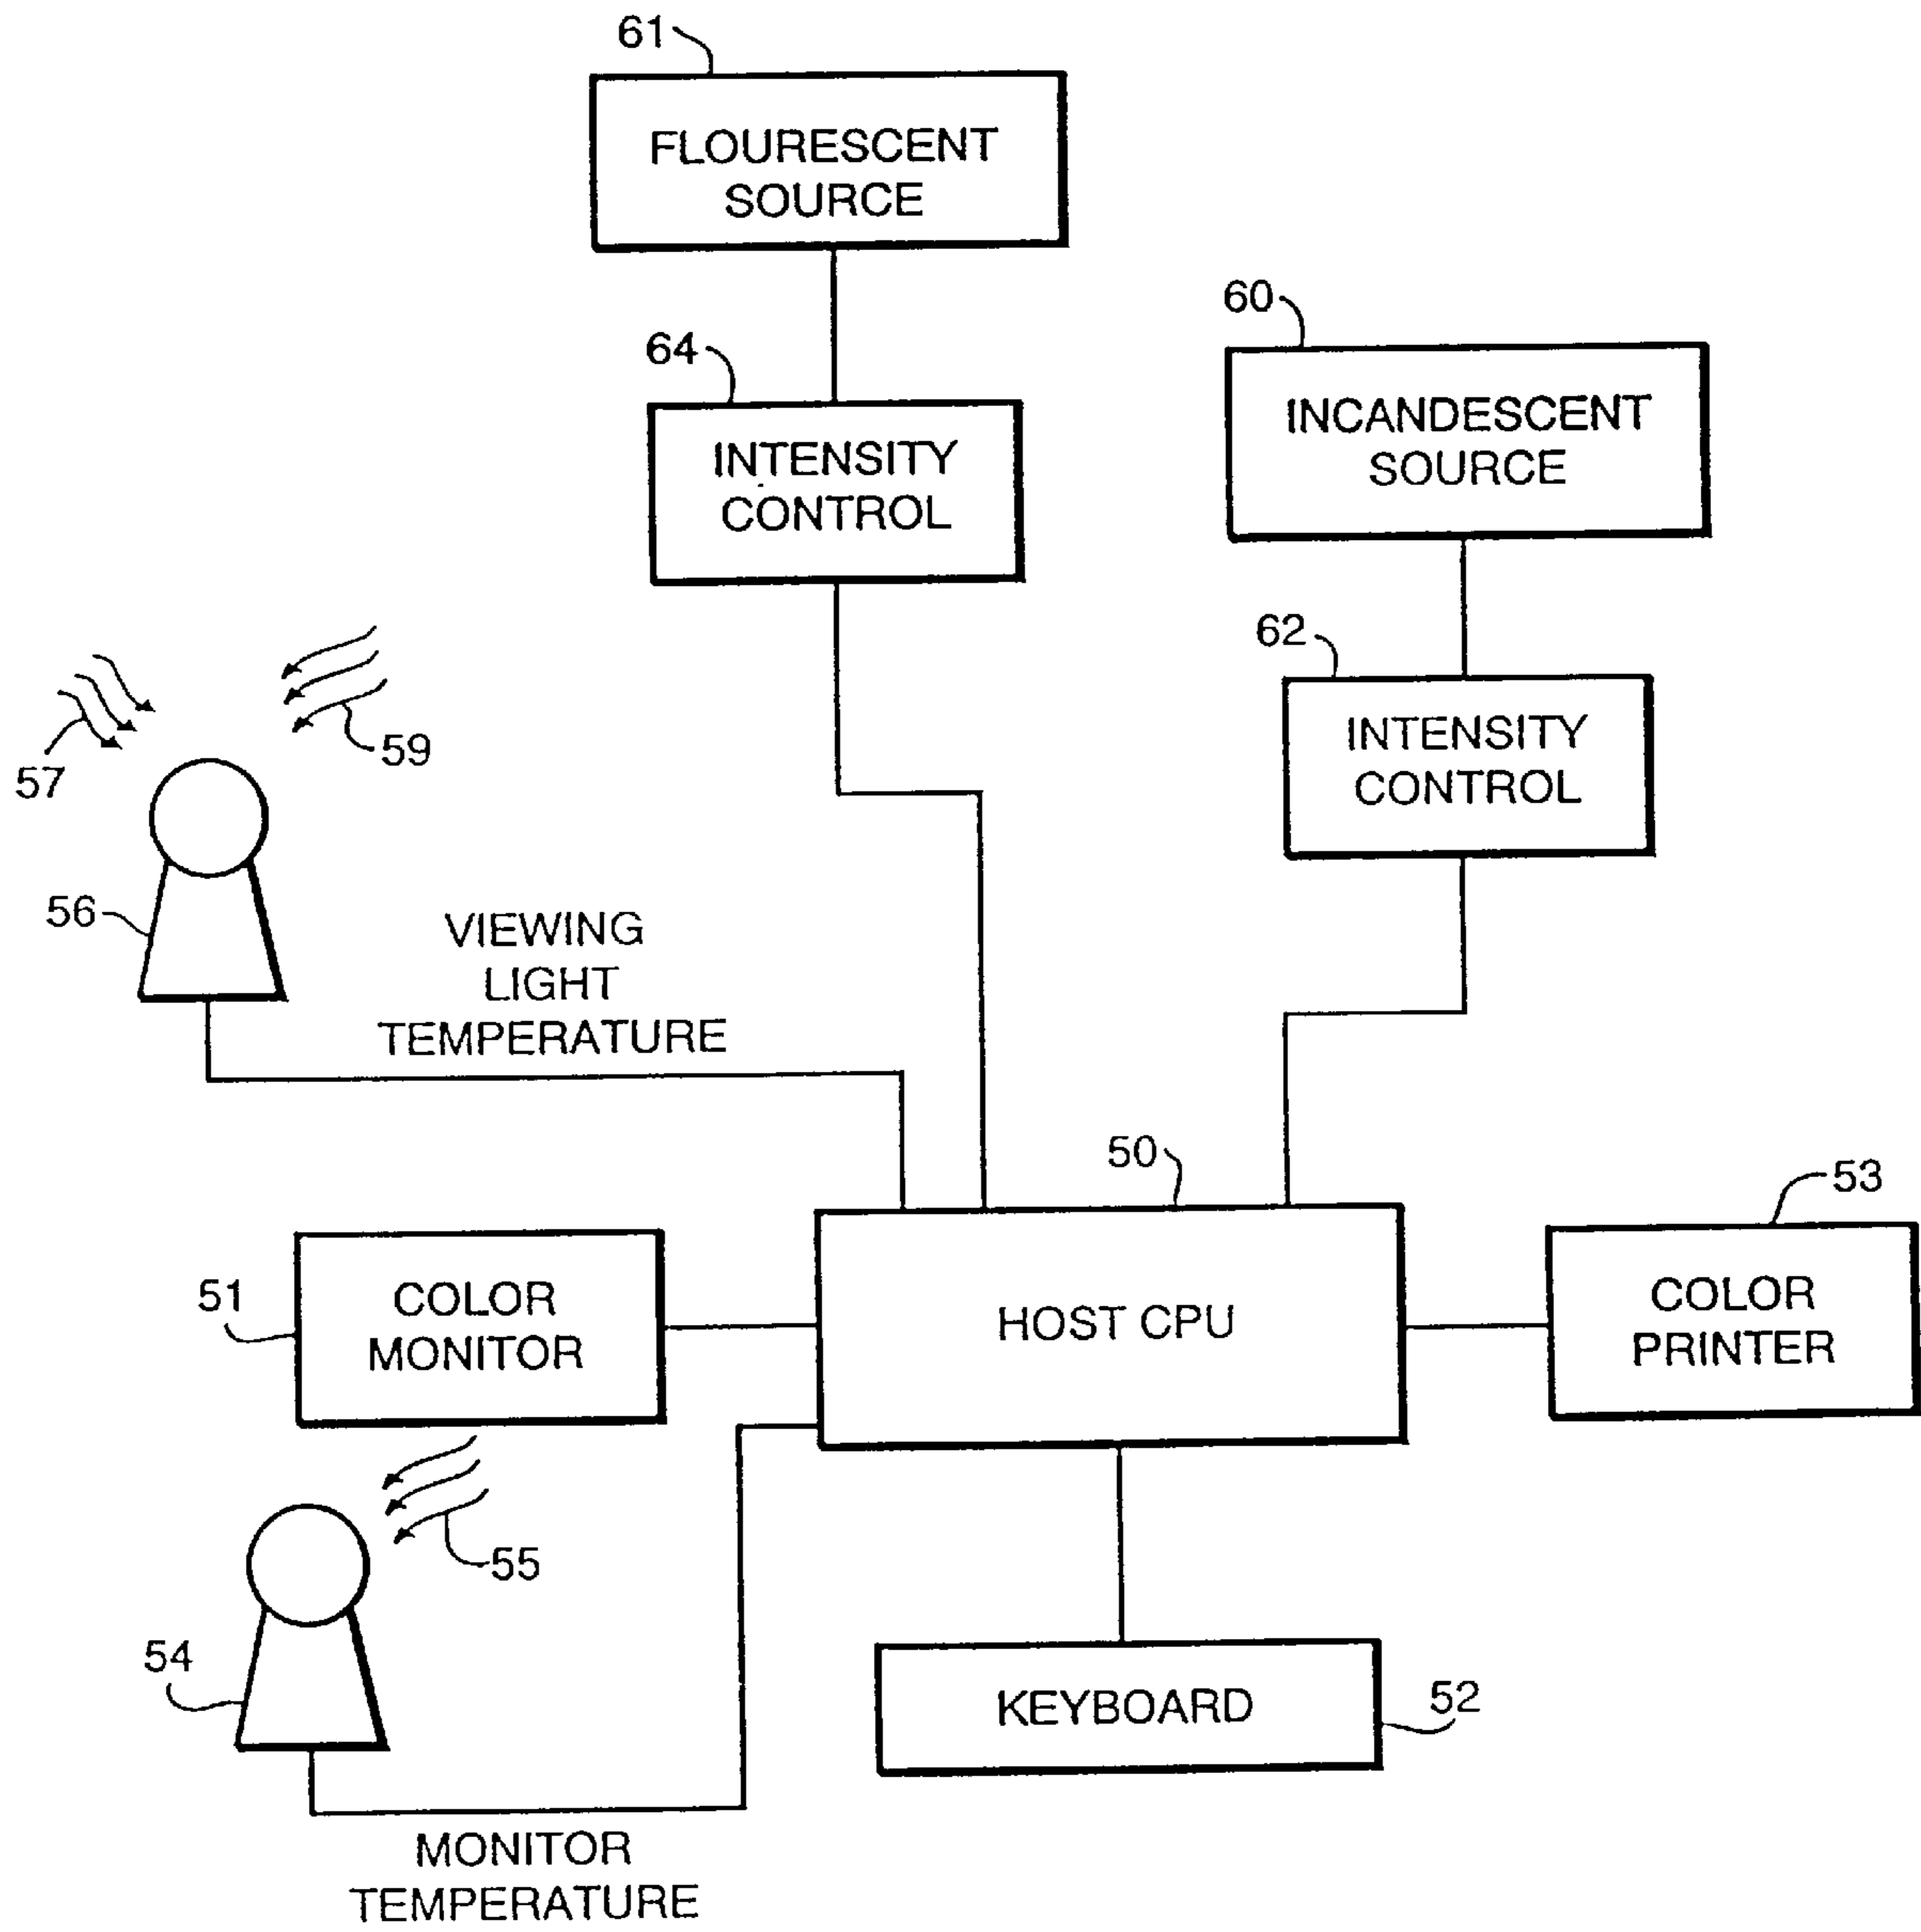 61
FLOURESCENT
SOURCE
60
64
INCANDESCENT
SOURCE
INTENSITY
CONTROL
62
57
59
INTENSITY
CONTROL
56
VIEWING
LIGHT
TEMPERATURE
50
53
51
COLOR
MONITOR
HOST CPU
COLOR
PRINTER
55
54
KEYBOARD
52
MONITOR
TEMPERATURE